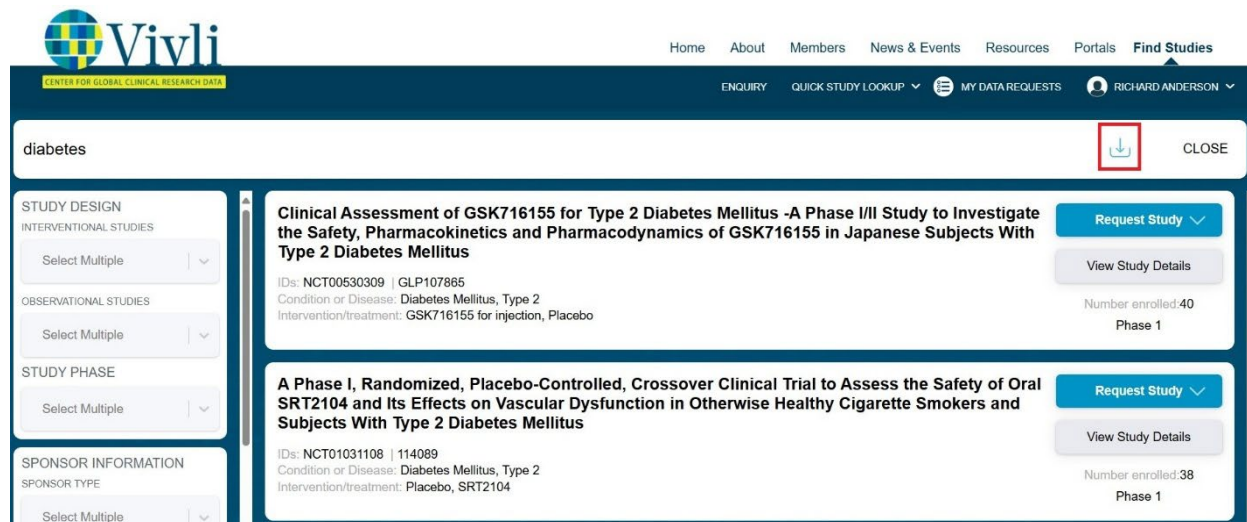 Vivli
CENTER FOR GLOBAL CLINICAL RESEARCH DATA
Home About Members News & Events Resources Portals Find Studies
ENQUIRY QUICK STUDY LOOKUP MY DATA REQUESTS RICHARD ANDERSON
diabetes
CLOSE
STUDY DESIGN
INTERVENTIONAL STUDIES
Select Multiple
OBSERVATIONAL STUDIES
Select Multiple
STUDY PHASE
Select Multiple
SPONSOR INFORMATION
SPONSOR TYPE
Select Multiple
Clinical Assessment of GSK716155 for Type 2 Diabetes Mellitus -A Phase I/II Study to Investigate
the Safety, Pharmacokinetics and Pharmacodynamics of GSK716155 in Japanese Subjects With
Type 2 Diabetes Mellitus
IDs: NCT00530309 | GLP107865
Condition or Disease: Diabetes Mellitus, Type 2
Intervention/treatment: GSK716155 for injection, Placebo
Request Study
View Study Details
Number enrolled:40
Phase 1
A Phase I, Randomized, Placebo-Controlled, Crossover Clinical Trial to Assess the Safety of Oral
SRT2104 and Its Effects on Vascular Dysfunction in Otherwise Healthy Cigarette Smokers and
Subjects With Type 2 Diabetes Mellitus
IDs: NCT01031108 | 114089
Condition or Disease: Diabetes Mellitus, Type 2
Intervention/treatment: Placebo, SRT2104
Request Study
View Study Details
Number enrolled:38
Phase 1